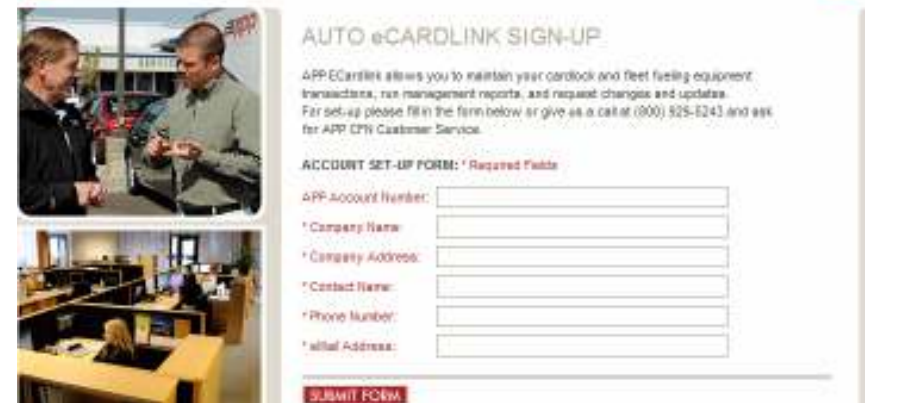 app
SERVICE
AUTO eCARDLINK SIGN-UP
APP ECardlink allows you to maintain your cardlock and fleet fueling equipment
transactions, run management reports, and request changes and updates.
For set-up please fill in the form below or give us a call at (800) 929-5243 and ask
for APP CFN Customer Service.
ACCOUNT SET-UP FORM: * Required Fields
APP Account Number:
* Company Name:
* Company Address:
* Contact Name:
* Phone Number:
* eMail Address:
SUBMIT FORM